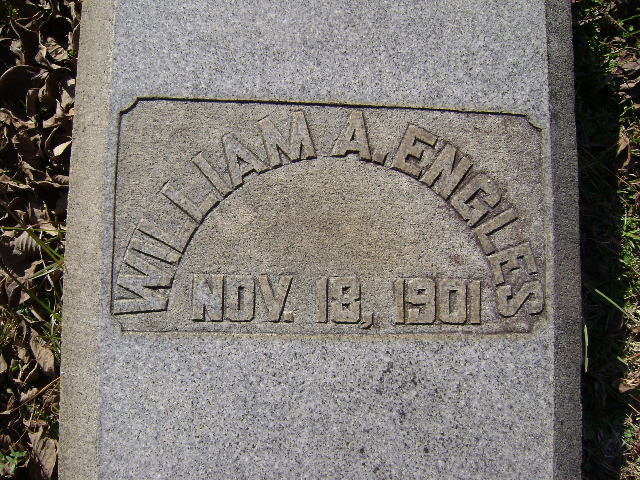 WILLIAM A. ENGLES
NOV. 18, 1901